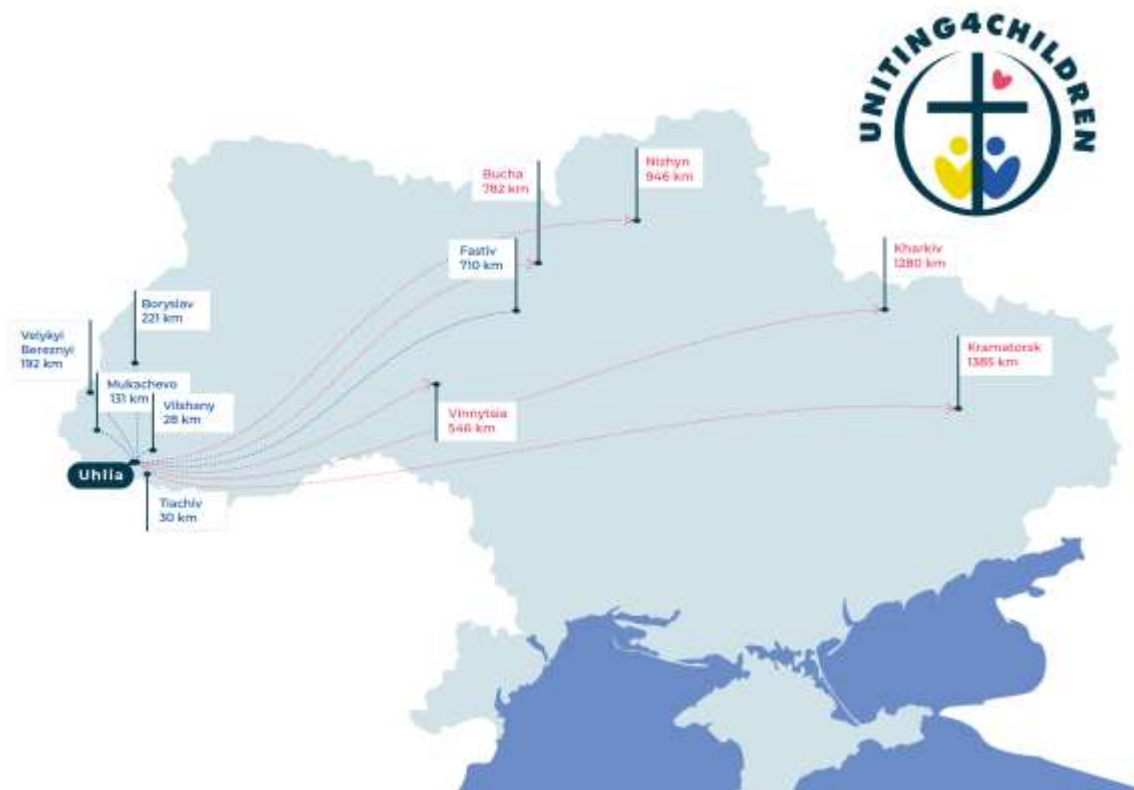 UNITING4CHILDREN
Nizhyn
946 km
Bucha
782 km
Fastiv
710 km
Kharkiv
1280 km
Boryslav
221 km
Velykyi
Bereznyi
192 km
Kramatorsk
1385 km
Mukachevo
131 km
Vilshany
28 km
Vinnytsia
546 km
Uhlia
Tiachiv
30 km